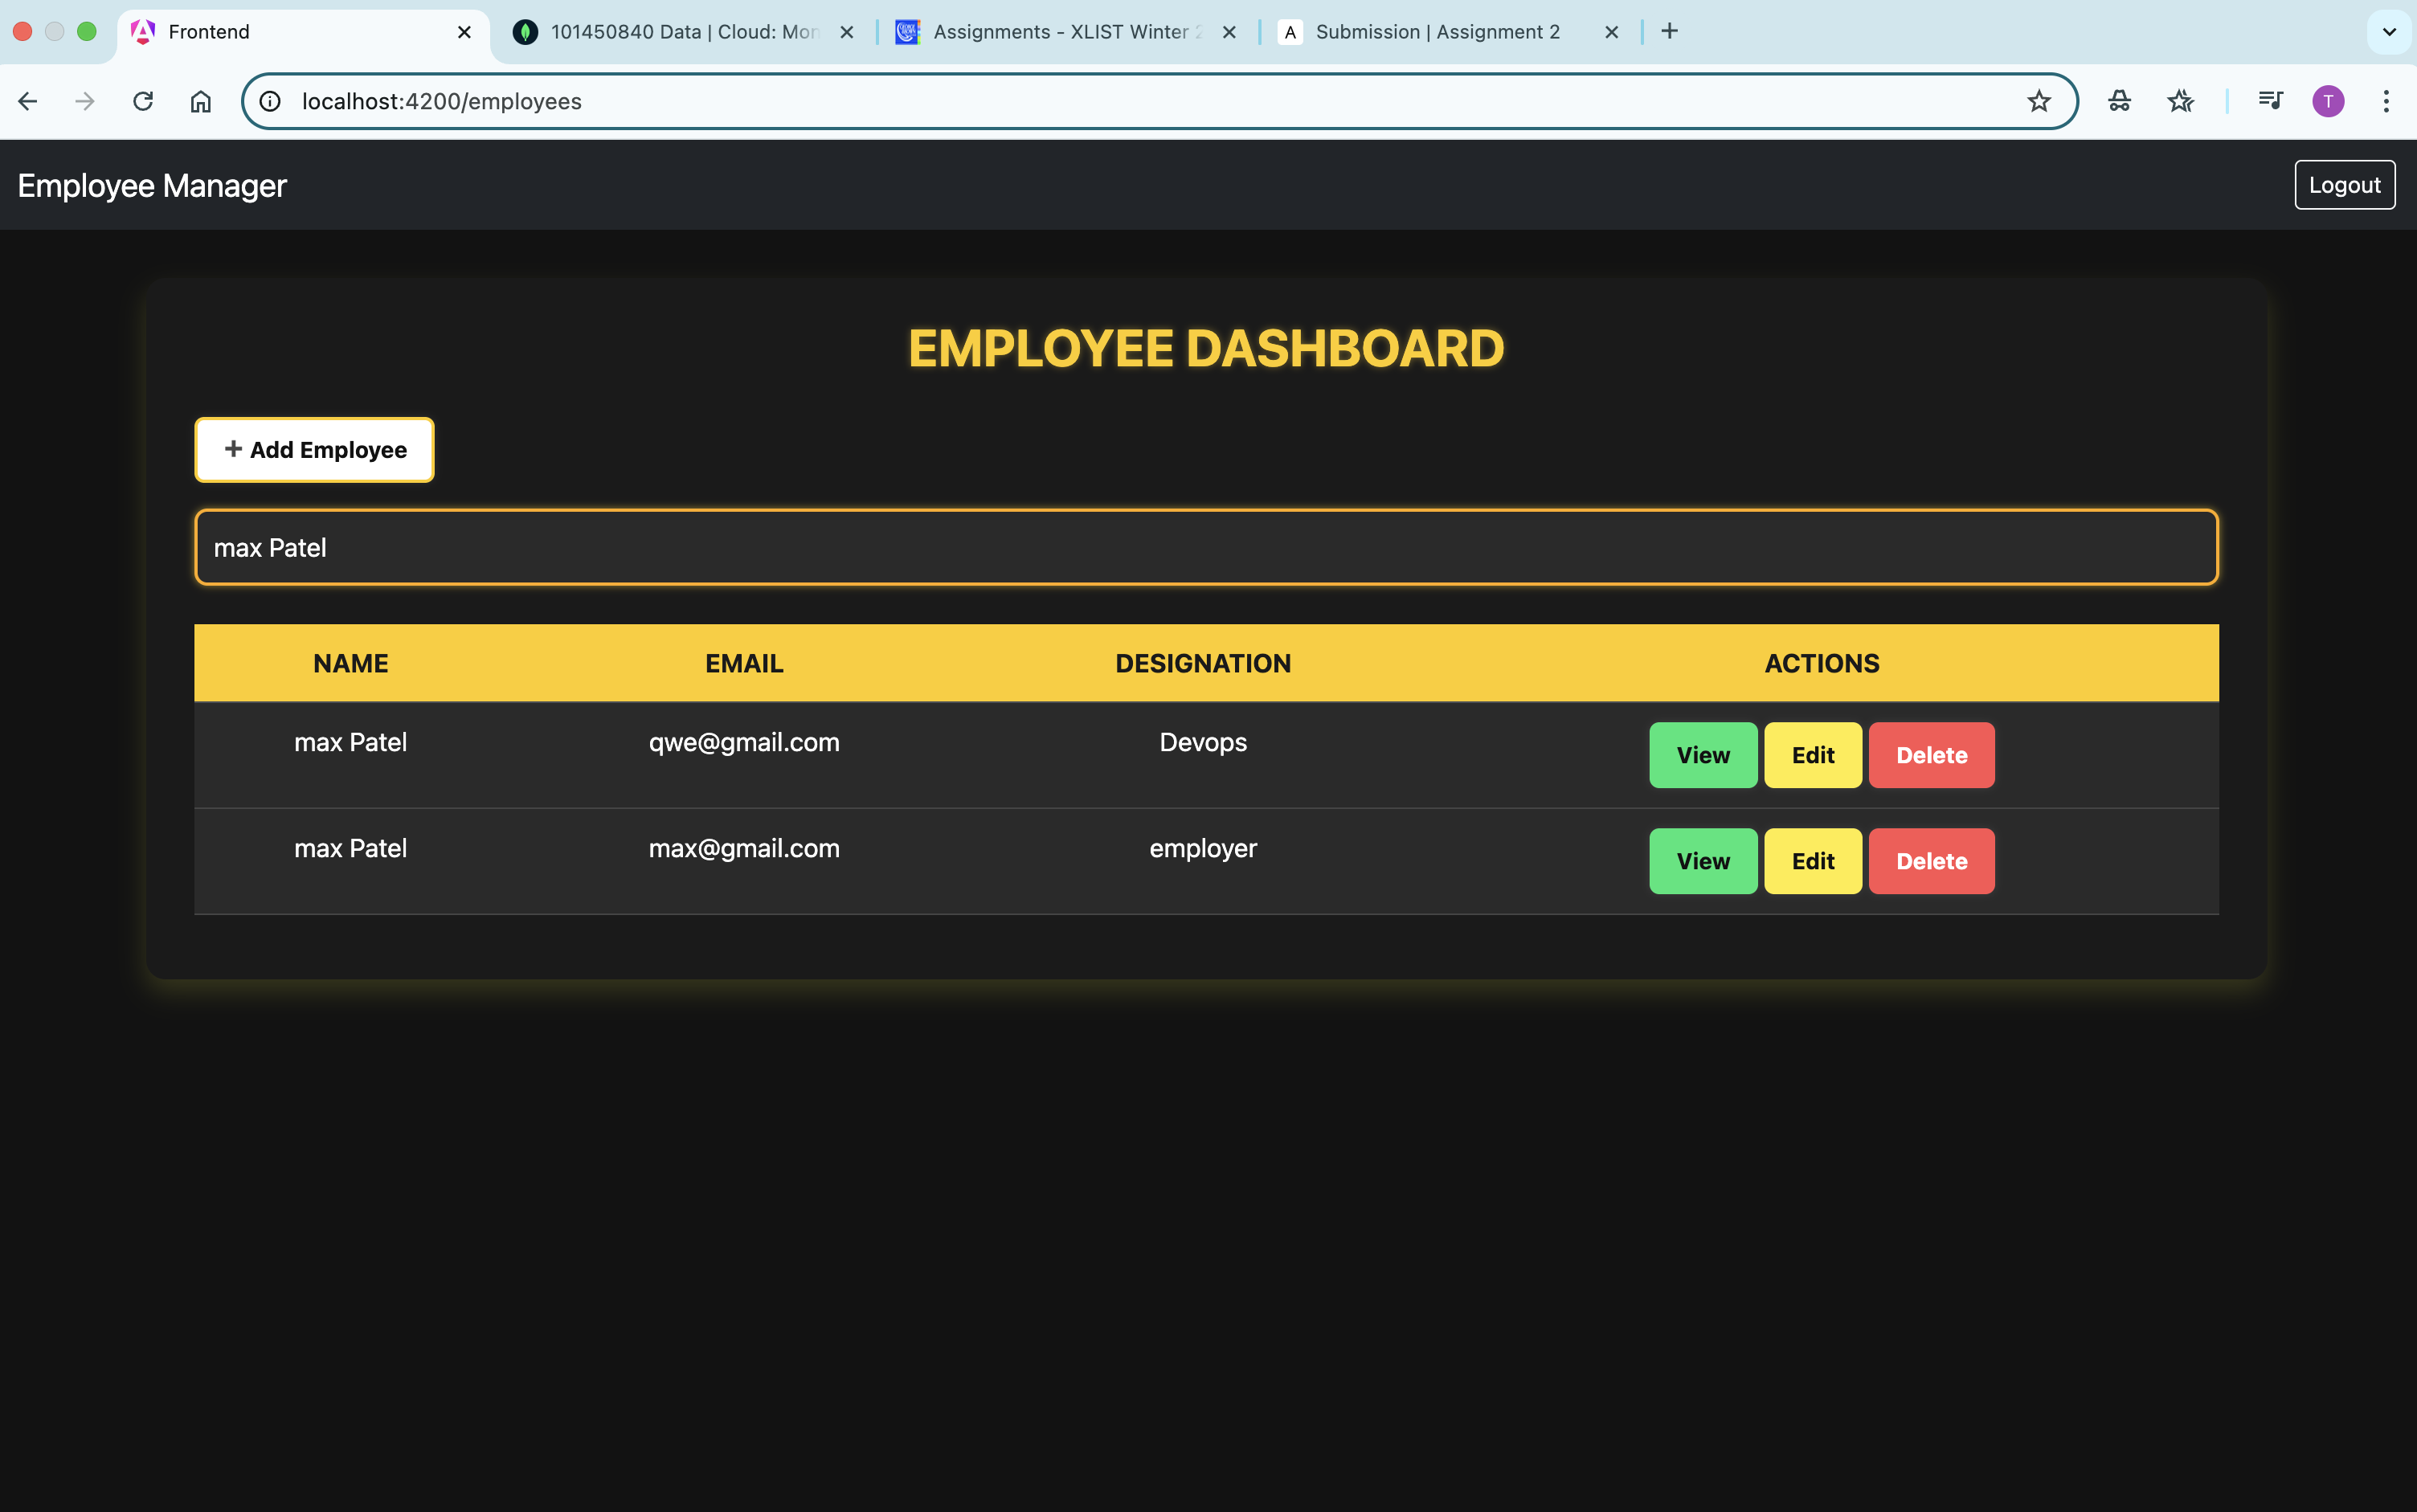 Frontend
101450840 Data | Cloud: Mon
Assignments - XLIST Winter 2
A Submission | Assignment 2
localhost:4200/employees
T
Employee Manager
Logout
EMPLOYEE DASHBOARD
+ Add Employee
max Patel
NAME EMAIL DESIGNATION ACTIONS
max Patel qwe@gmail.com Devops View Edit Delete
max Patel max@gmail.com employer View Edit Delete